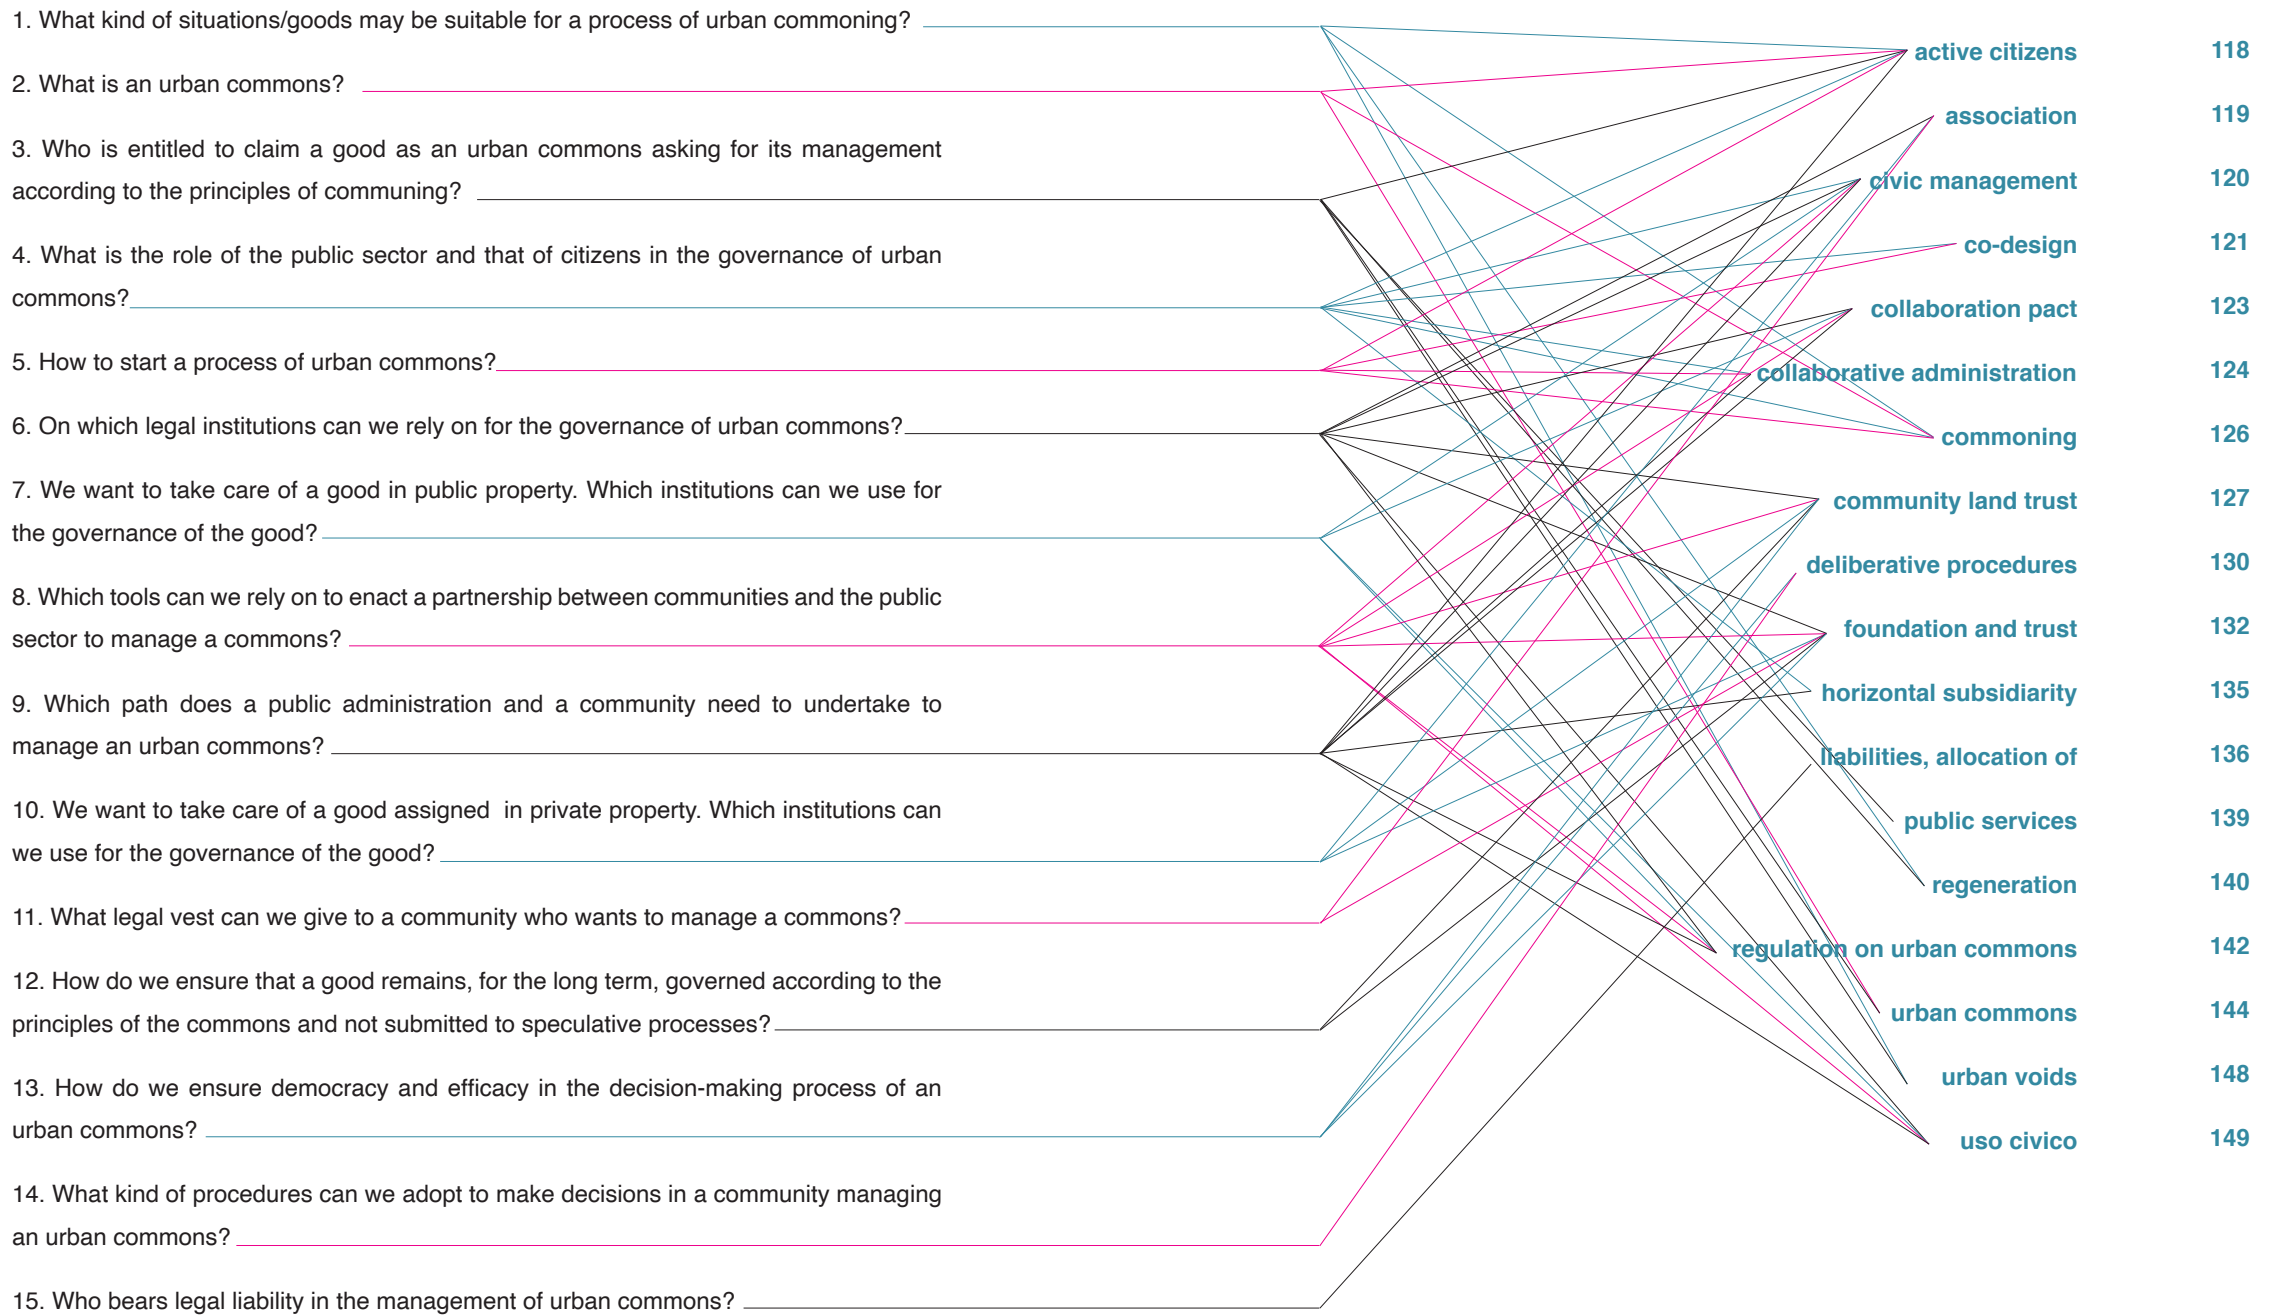 1. What kind of situations/goods may be suitable for a process of urban commoning?
2. What is an urban commons?
3. Who is entitled to claim a good as an urban commons asking for its management
according to the principles of communing?
4. What is the role of the public sector and that of citizens in the governance of urban
commons?
5. How to start a process of urban commons?
6. On which legal institutions can we rely on for the governance of urban commons?
7. We want to take care of a good in public property. Which institutions can we use for
the governance of the good?
8. Which tools can we rely on to enact a partnership between communities and the public
sector to manage a commons?
9. Which path does a public administration and a community need to undertake to
manage an urban commons?
10. We want to take care of a good assigned in private property. Which institutions can
we use for the governance of the good?
11. What legal vest can we give to a community who wants to manage a commons?
12. How do we ensure that a good remains, for the long term, governed according to the
principles of the commons and not submitted to speculative processes?
13. How do we ensure democracy and efficacy in the decision-making process of an
urban commons?
14. What kind of procedures can we adopt to make decisions in a community managing
an urban commons?
15. Who bears legal liability in the management of urban commons?
active citizens 118
association 119
civic management 120
co-design 121
collaboration pact 123
collaborative administration 124
commoning 126
community land trust 127
deliberative procedures 130
foundation and trust 132
horizontal subsidiarity 135
liabilities, allocation of 136
public services 139
regeneration 140
regulation on urban commons 142
urban commons 144
urban voids 148
uso civico 149